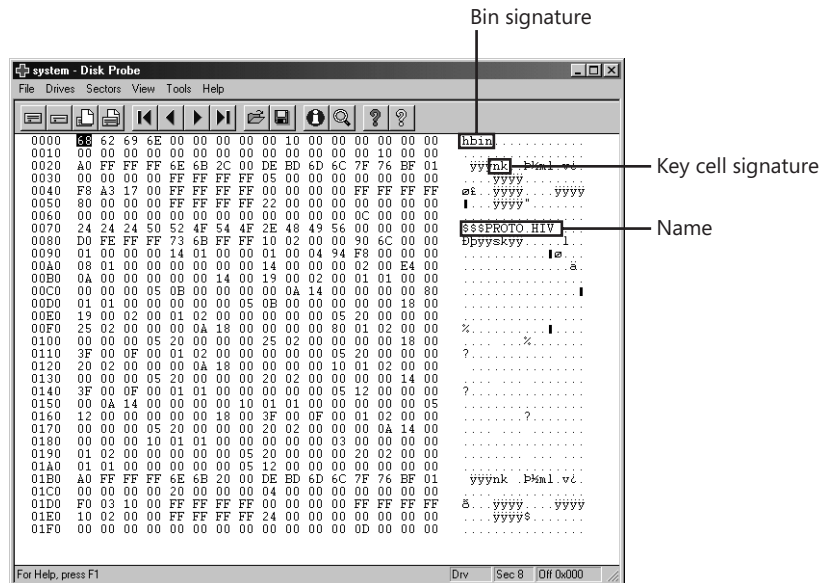 Bin signature
system - Disk Probe
File Drives Sectors View Tools Help
0000 68 62 69 6E 00 00 00 00 00 10 00 00 00 00 00 00 hbin............
0010 00 00 00 00 00 00 00 00 00 00 00 00 00 10 00 00 ................
0020 A0 FF FF FF 6E 6B 2C 00 DE BD 6D 6C 7F 76 BF 01 ÿÿÿnk,.Þ½ml.v¿.
Key cell signature
0030 00 00 00 00 FF FF FF FF 05 00 00 00 00 00 00 00 ....ÿÿÿÿ........
0040 F8 A3 17 00 FF FF FF FF 00 00 00 00 FF FF FF FF ø£..ÿÿÿÿ....ÿÿÿÿ
0050 80 00 00 00 FF FF FF FF 22 00 00 00 00 00 00 00 ....ÿÿÿÿ".......
0060 00 00 00 00 00 00 00 00 00 00 00 00 0C 00 00 00 ................
0070 24 24 24 50 52 4F 54 4F 2E 48 49 56 00 00 00 00 $$$PROTO.HIV....
Name
0080 D0 FE FF FF 73 6B FF FF 10 02 00 00 90 6C 00 00 Ðþÿÿskÿÿ.....l..
0090 01 00 00 00 14 01 00 00 01 00 04 94 F8 00 00 00 ............ø...
00A0 08 01 00 00 00 00 00 00 14 00 00 00 02 00 E4 00 ..............ä.
00B0 0A 00 00 00 00 00 14 00 19 00 02 00 01 01 00 00 ................
00C0 00 00 00 05 0B 00 00 00 00 0A 14 00 00 00 00 80 ................
00D0 01 01 00 00 00 00 00 05 0B 00 00 00 00 00 18 00 ................
00E0 19 00 02 00 01 02 00 00 00 00 00 05 20 00 00 00 ............ ...
00F0 25 02 00 00 00 0A 18 00 00 00 00 80 01 02 00 00 %...............
0100 00 00 00 05 20 00 00 00 25 02 00 00 00 00 18 00 .... ...%.......
0110 3F 00 0F 00 01 02 00 00 00 00 00 05 20 00 00 00 ?........... ...
0120 20 02 00 00 00 0A 18 00 00 00 00 10 01 02 00 00 ...............
0130 00 00 00 05 20 00 00 00 20 02 00 00 00 00 14 00 .... ... .......
0140 3F 00 0F 00 01 01 00 00 00 00 00 05 12 00 00 00 ?...............
0150 00 0A 14 00 00 00 00 10 01 01 00 00 00 00 00 05 ................
0160 12 00 00 00 00 00 18 00 3F 00 0F 00 01 02 00 00 ........?.......
0170 00 00 00 05 20 00 00 00 20 02 00 00 00 0A 14 00 .... ... .......
0180 00 00 00 10 01 01 00 00 00 00 00 03 00 00 00 00 ................
0190 01 02 00 00 00 00 00 05 20 00 00 00 20 02 00 00 ........ ... ...
01A0 01 01 00 00 00 00 00 05 12 00 00 00 00 00 00 00 ................
01B0 A0 FF FF FF 6E 6B 20 00 DE BD 6D 6C 7F 76 BF 01 ÿÿÿnk .Þ½ml.v¿.
01C0 00 00 00 00 20 00 00 00 04 00 00 00 00 00 00 00 .... ...........
01D0 F0 03 10 00 FF FF FF FF 00 00 00 00 FF FF FF FF ð...ÿÿÿÿ....ÿÿÿÿ
01E0 10 02 00 00 FF FF FF FF 24 00 00 00 00 00 00 00 ....ÿÿÿÿ$.......
01F0 00 00 00 00 00 00 00 00 00 00 00 00 0D 00 00 00 ................
For Help, press F1 Drv Sec 8 Off 0x000